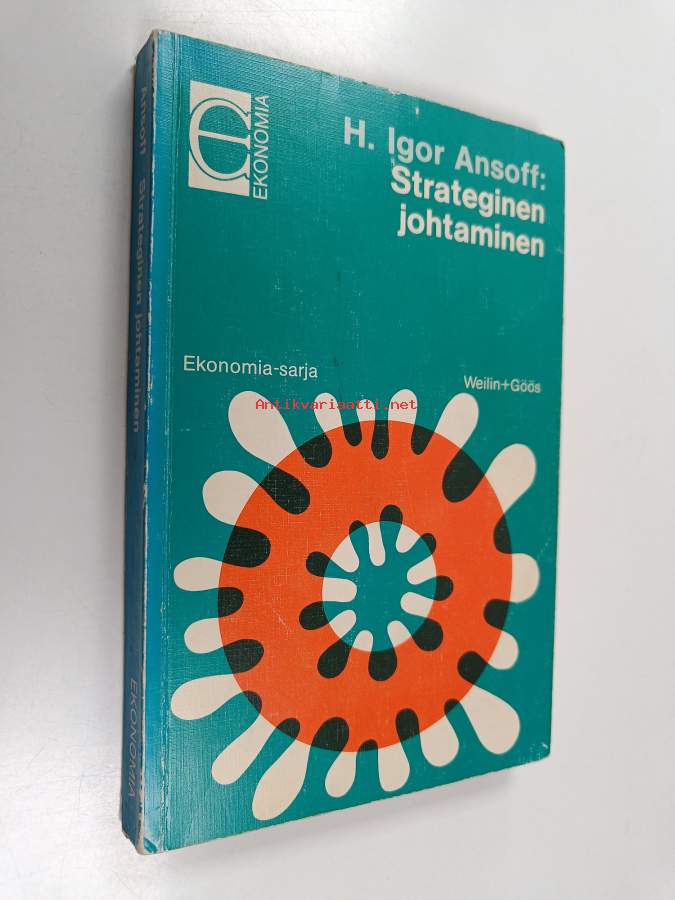 EKONOMIA
H. Igor Ansoff:
Strateginen
johtaminen
Ekonomia-sarja
Weilin+Göös
Antikvariaatti.net
Ansoff Strateginen johtaminen
EKONOMIA